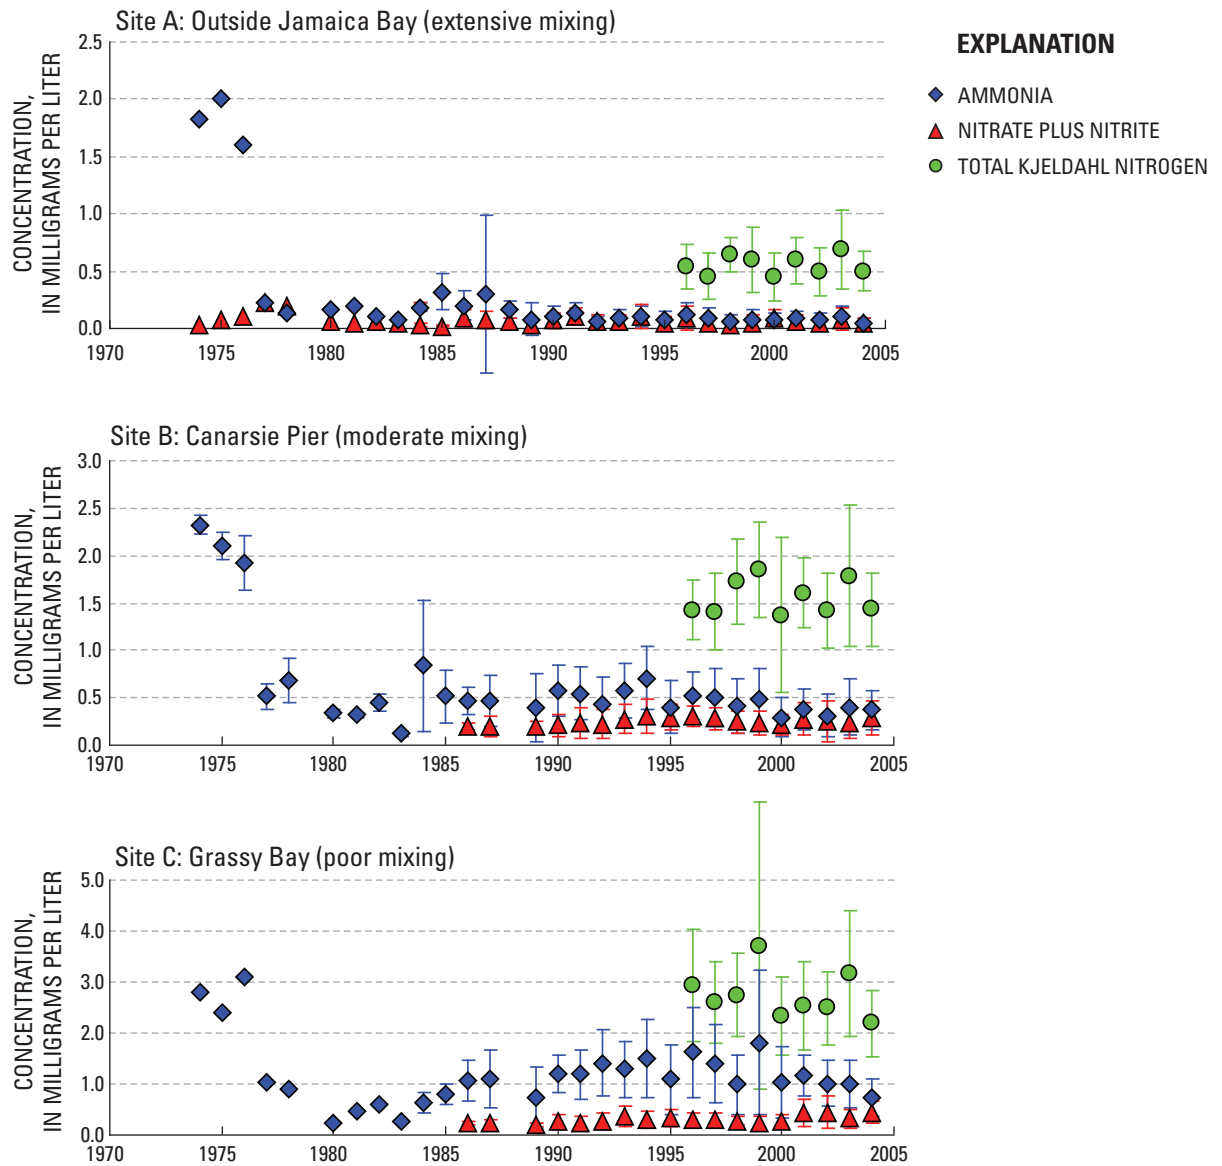 Site A: Outside Jamaica Bay (extensive mixing)
EXPLANATION
AMMONIA
NITRATE PLUS NITRITE
TOTAL KJELDAHL NITROGEN
CONCENTRATION,
IN MILLIGRAMS PER LITER
2.5
2.0
1.5
1.0
0.5
0.0
1970 1975 1980 1985 1990 1995 2000 2005
Site B: Canarsie Pier (moderate mixing)
CONCENTRATION,
IN MILLIGRAMS PER LITER
3.0
2.5
2.0
1.5
1.0
0.5
0.0
1970 1975 1980 1985 1990 1995 2000 2005
Site C: Grassy Bay (poor mixing)
CONCENTRATION,
IN MILLIGRAMS PER LITER
5.0
4.0
3.0
2.0
1.0
0.0
1970 1975 1980 1985 1990 1995 2000 2005